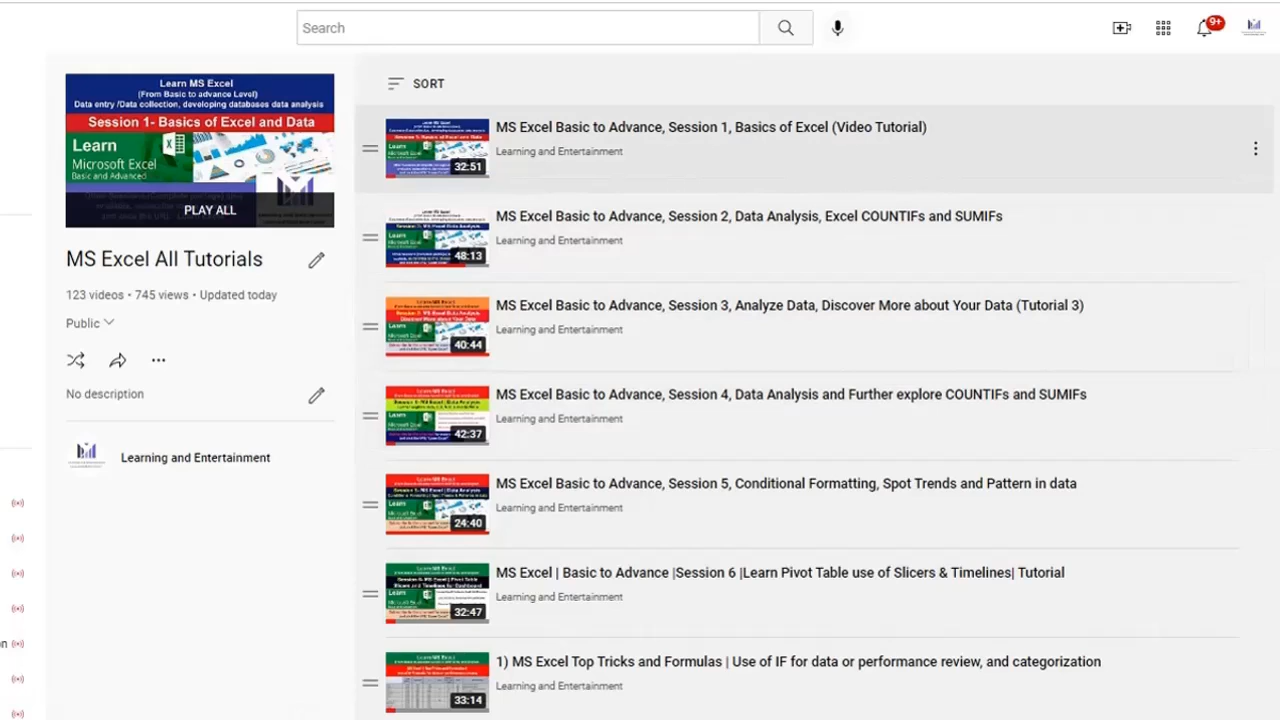 Search
9+
Learn MS Excel
(From Basic to advance Level)
Data entry /Data collection, developing databases data analysis
Session 1- Basics of Excel and Data
Learn
Microsoft Excel
Basic and Advanced
PLAY ALL
MS Excel All Tutorials
123 videos • 745 views • Updated today
Public
No description
Learning and Entertainment
n
SORT
MS Excel Basic to Advance, Session 1, Basics of Excel (Video Tutorial)
Learning and Entertainment
32:51
MS Excel Basic to Advance, Session 2, Data Analysis, Excel COUNTIFs and SUMIFs
Learning and Entertainment
48:13
MS Excel Basic to Advance, Session 3, Analyze Data, Discover More about Your Data (Tutorial 3)
Learning and Entertainment
40:44
MS Excel Basic to Advance, Session 4, Data Analysis and Further explore COUNTIFs and SUMIFs
Learning and Entertainment
42:37
MS Excel Basic to Advance, Session 5, Conditional Formatting, Spot Trends and Pattern in data
Learning and Entertainment
24:40
MS Excel | Basic to Advance |Session 6 |Learn Pivot Tables, Use Slicers & Timelines| Tutorial
Learning and Entertainment
32:47
1) MS Excel Top Tricks and Formulas | Use of IF for data or performance review, and categorization
Learning and Entertainment
33:14